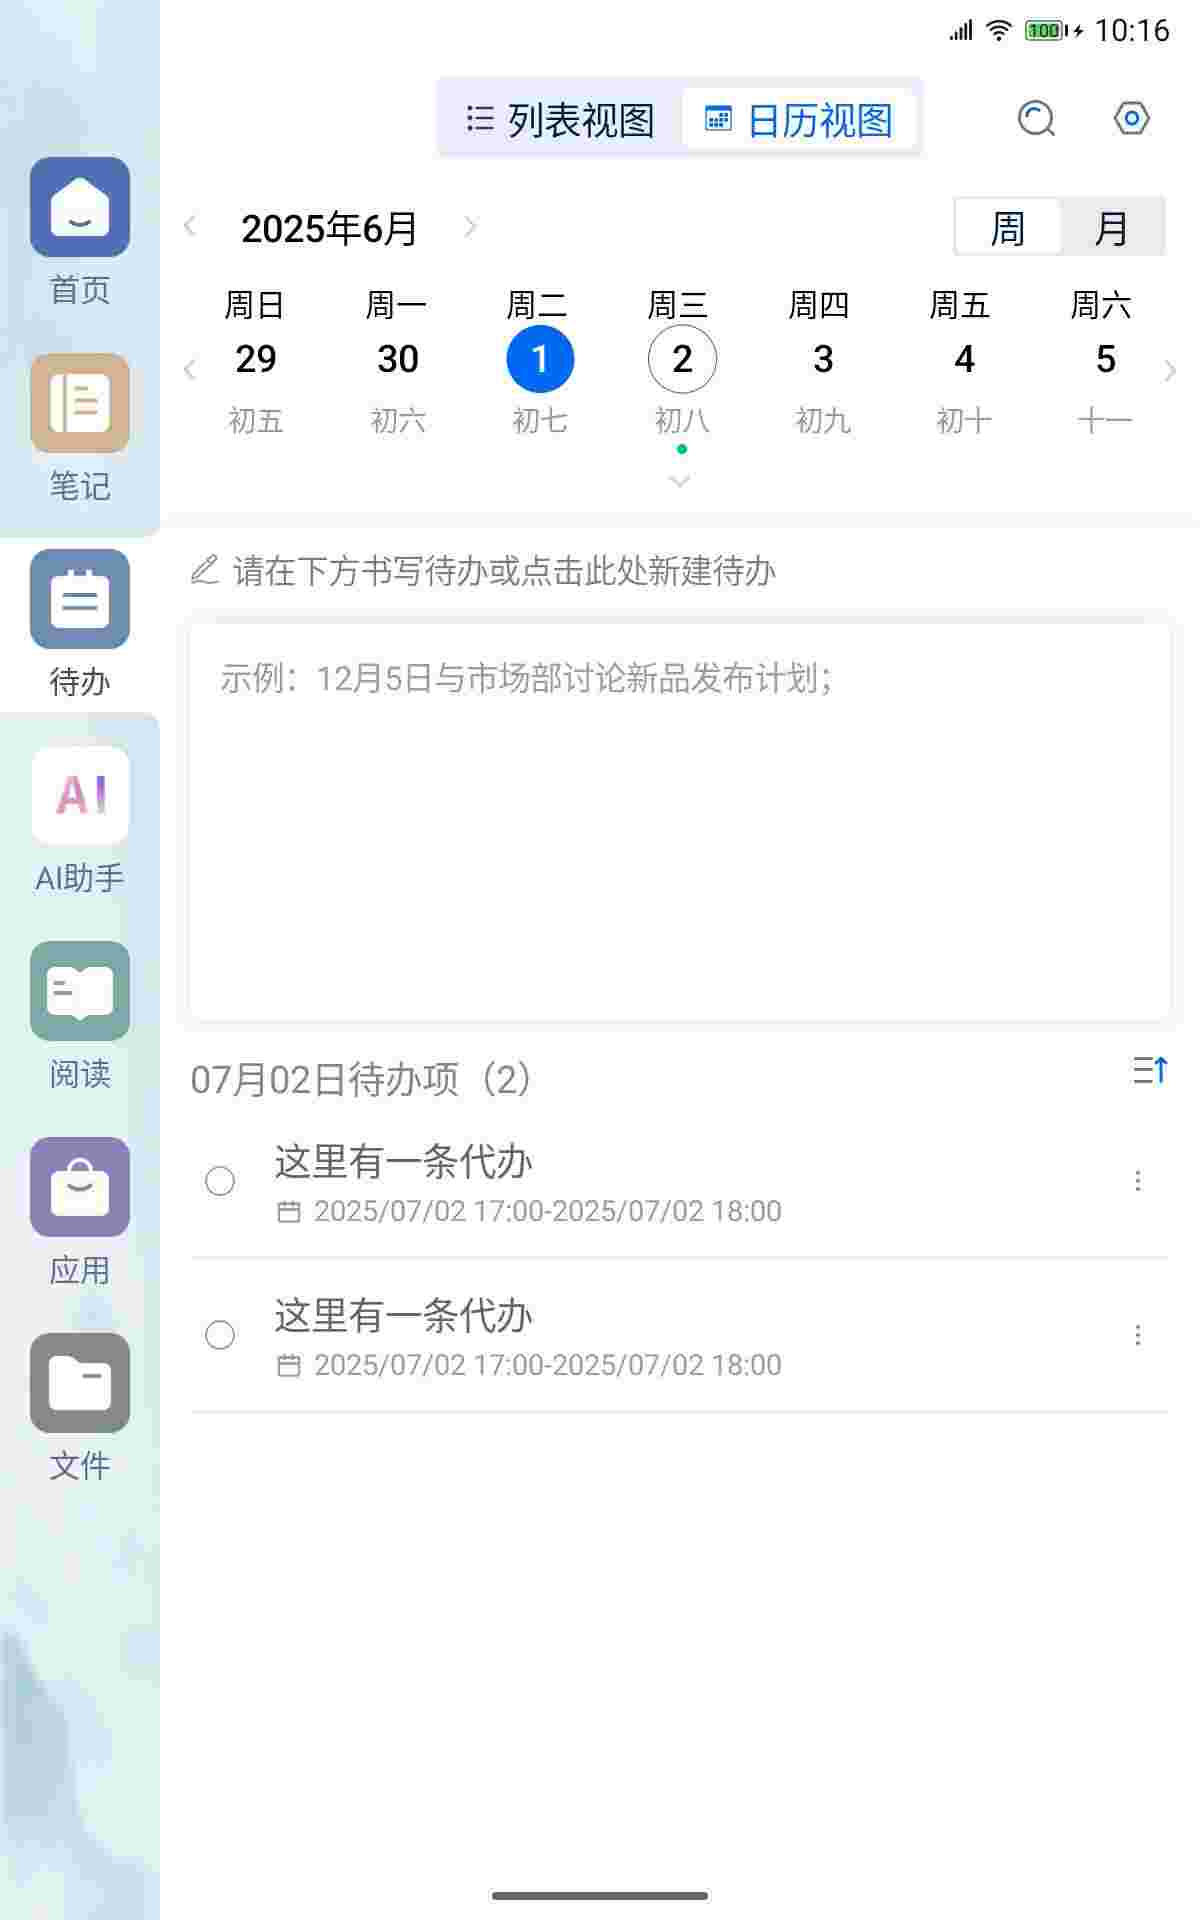 100 10:16
列表视图 日历视图
2025年6月 周 月
周日 周一 周二 周三 周四 周五 周六
29 30 1 2 3 4 5
初五 初六 初七 初八 初九 初十 十一
请在下方书写待办或点击此处新建待办
示例：12月5日与市场部讨论新品发布计划；
07月02日待办项（2）
这里有一条代办
2025/07/02 17:00-2025/07/02 18:00
这里有一条代办
2025/07/02 17:00-2025/07/02 18:00
首页
笔记
待办
AI
AI助手
阅读
应用
文件